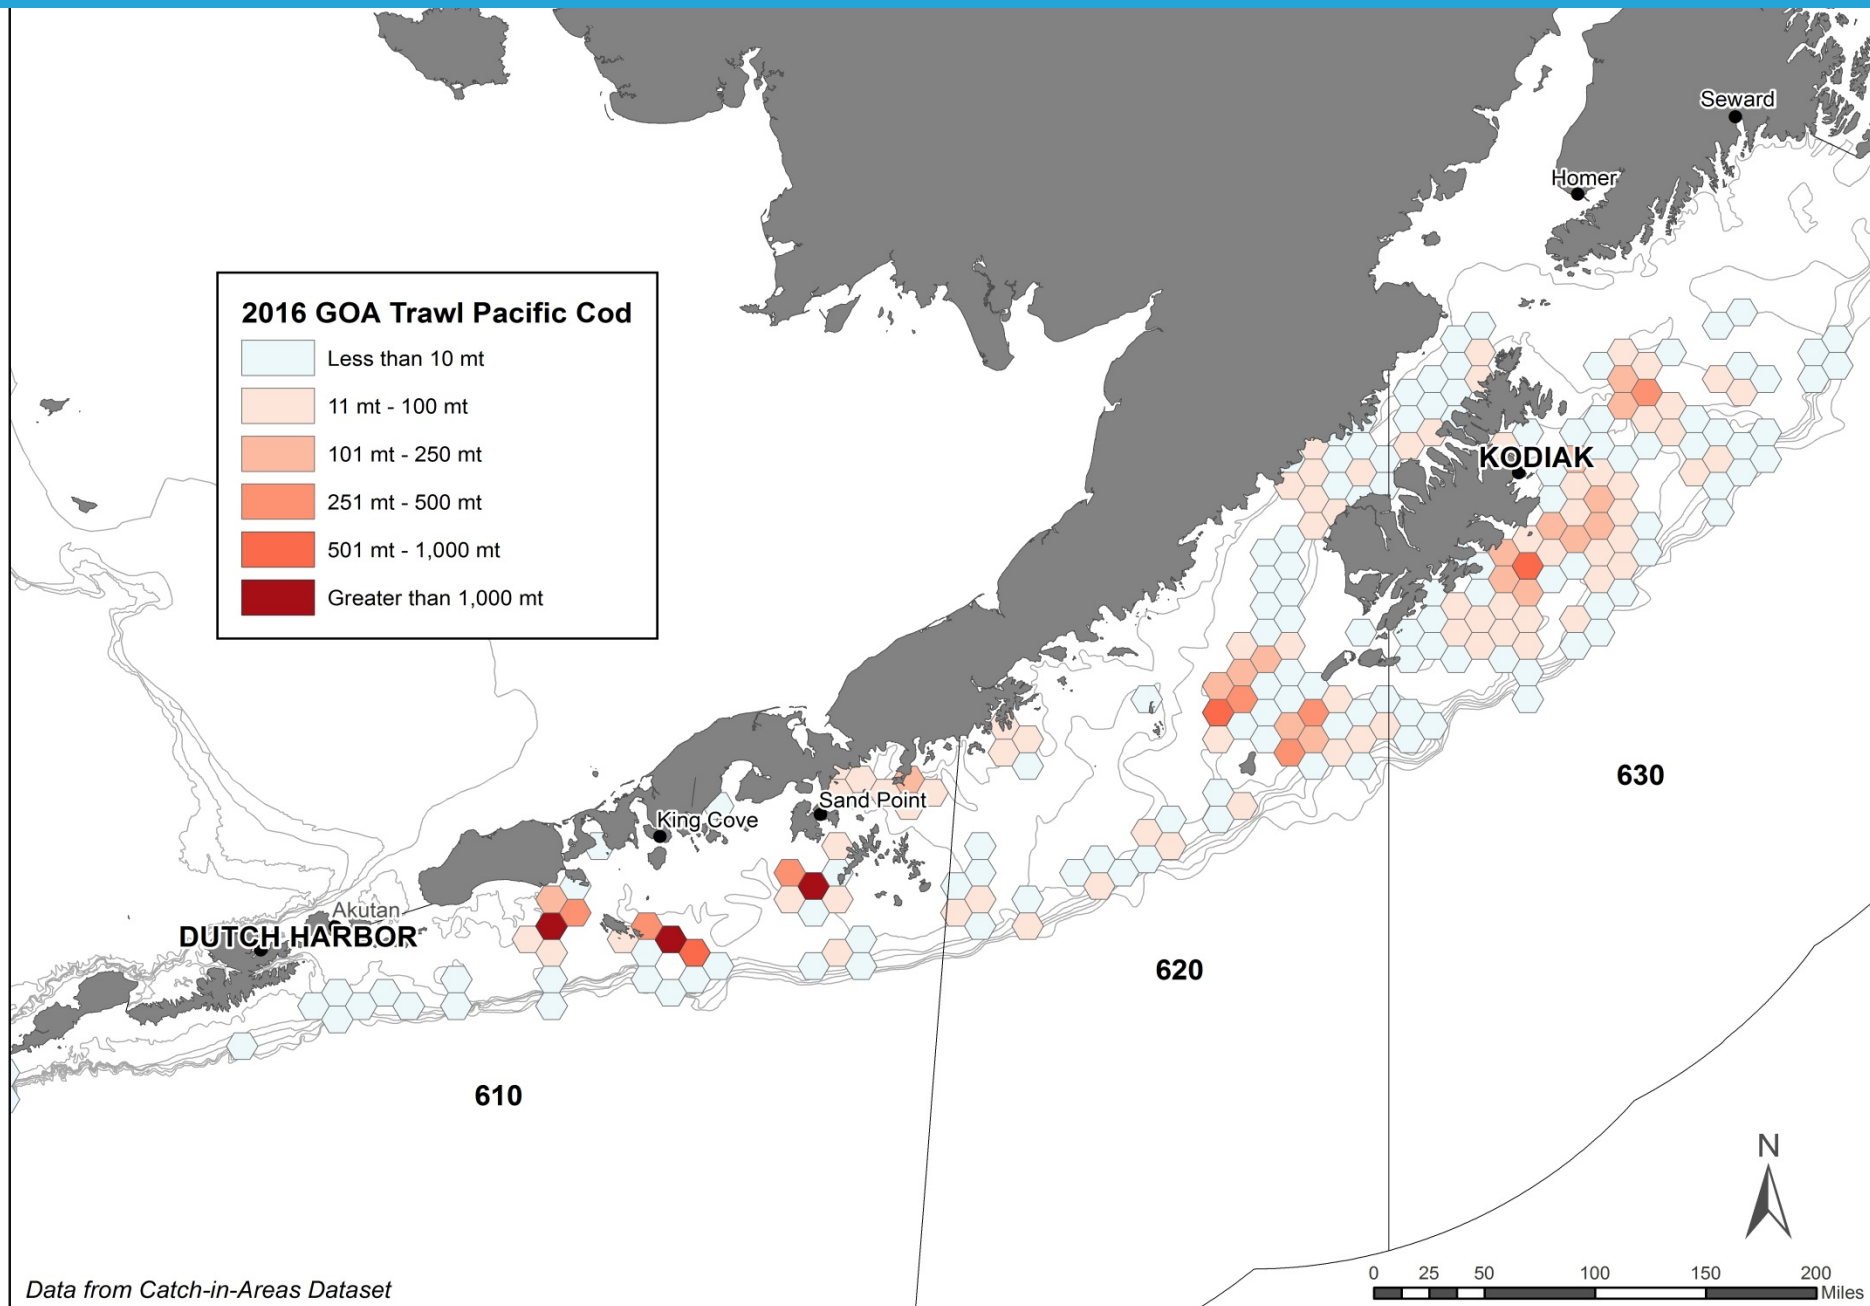 Seward
Homer
2016 GOA Trawl Pacific Cod
Less than 10 mt
11 mt - 100 mt
101 mt - 250 mt
251 mt - 500 mt
501 mt - 1,000 mt
Greater than 1,000 mt
KODIAK
630
Sand Point
King Cove
Akutan
DUTCH HARBOR
620
610
N
0 25 50 100 150 200
Miles
Data from Catch-in-Areas Dataset